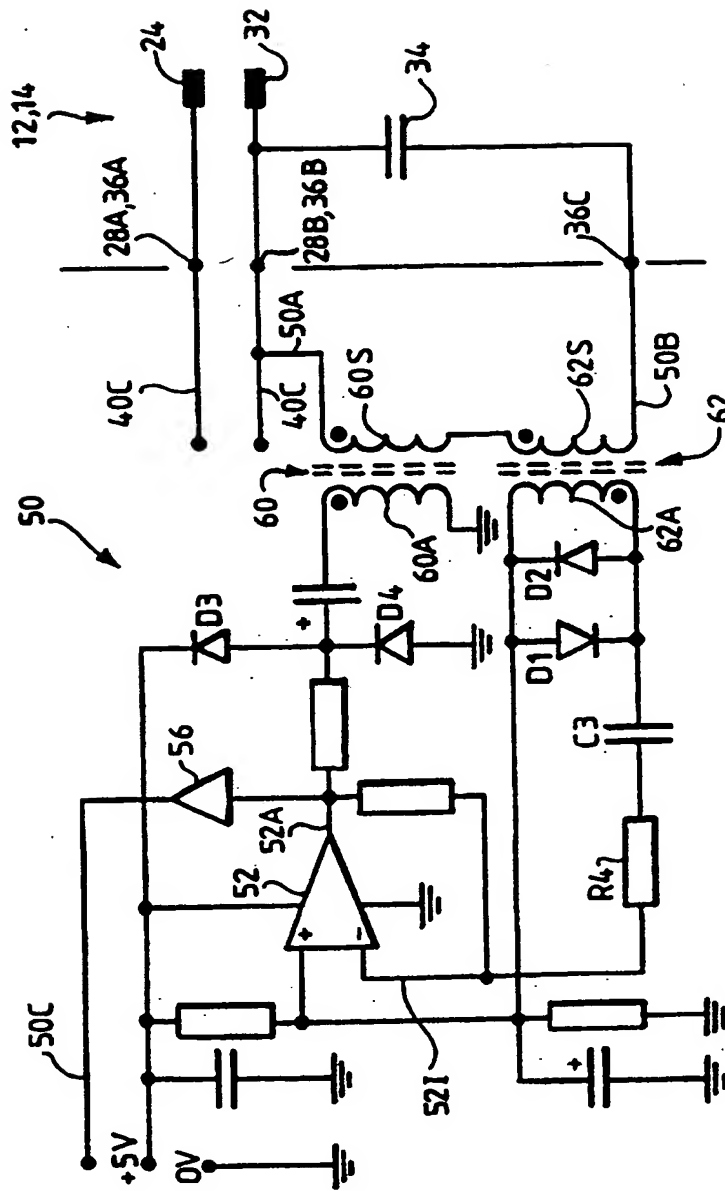 12,14
24
32
34
28A,36A
28B,36B
36C
40C
40C
50A
50B
50
60
60S
62S
60A
62A
62
D3
D4
D2
D1
C3
R4
56
52A
52
+
+
−
+
52I
50C
+5V
0V